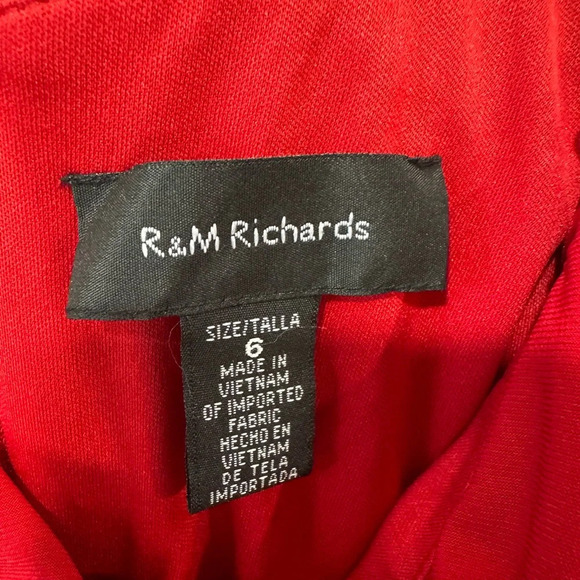 R&M Richards
SIZE/TALLA
6
MADE IN
VIETNAM
OF IMPORTED
FABRIC
HECHO EN
VIETNAM
DE TELA
IMPORTADA